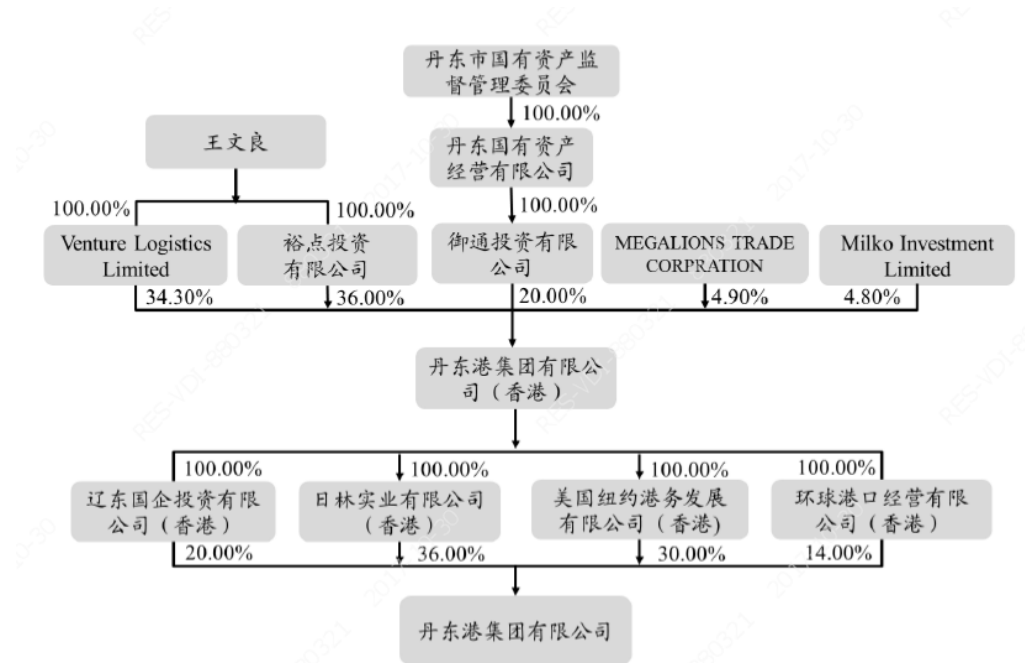 丹东市国有资产监
督管理委员会
100.00%
王文良
丹东国有资产
经营有限公司
100.00%
100.00%
100.00%
Venture Logistics
Limited
裕点投资
有限公司
御通投资有限
公司
MEGALIONS TRADE
CORPRATION
Milko Investment
Limited
34.30%
36.00%
20.00%
4.90%
4.80%
丹东港集团有限公
司（香港）
100.00%
100.00%
100.00%
100.00%
辽东国企投资有限
公司（香港）
日林实业有限公司
（香港）
美国纽约港务发展
有限公司（香港)
环球港口经营有限
公司（香港）
20.00%
36.00%
30.00%
14.00%
丹东港集团有限公司